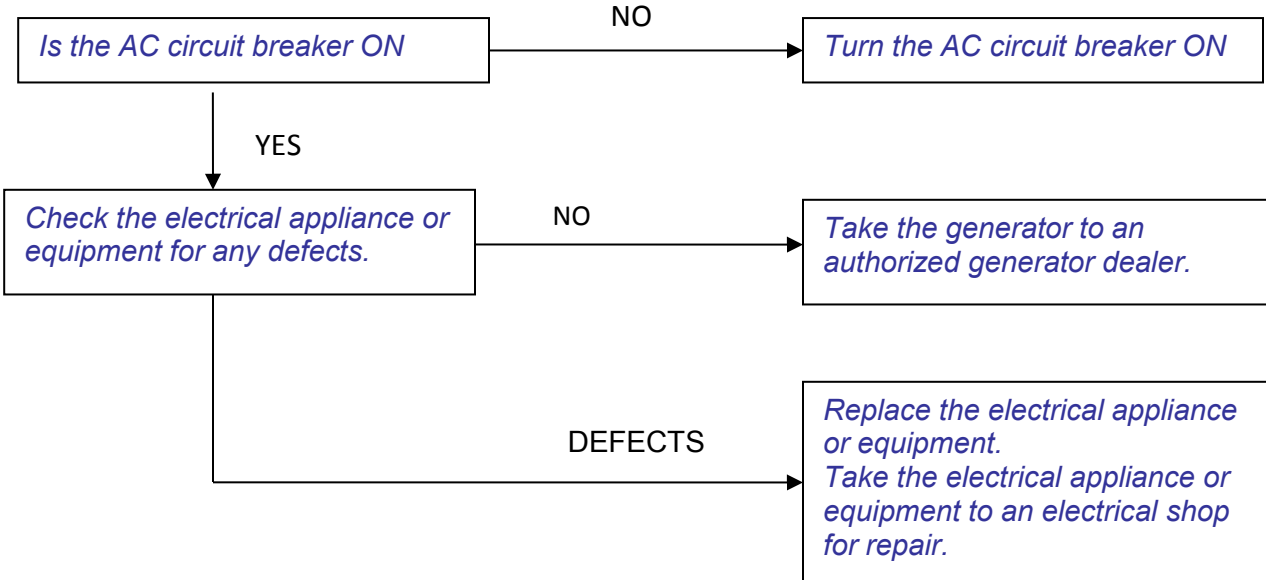 NO
Is the AC circuit breaker ON
Turn the AC circuit breaker ON
YES
Check the electrical appliance or
equipment for any defects.
NO
Take the generator to an
authorized generator dealer.
DEFECTS
Replace the electrical appliance
or equipment.
Take the electrical appliance or
equipment to an electrical shop
for repair.